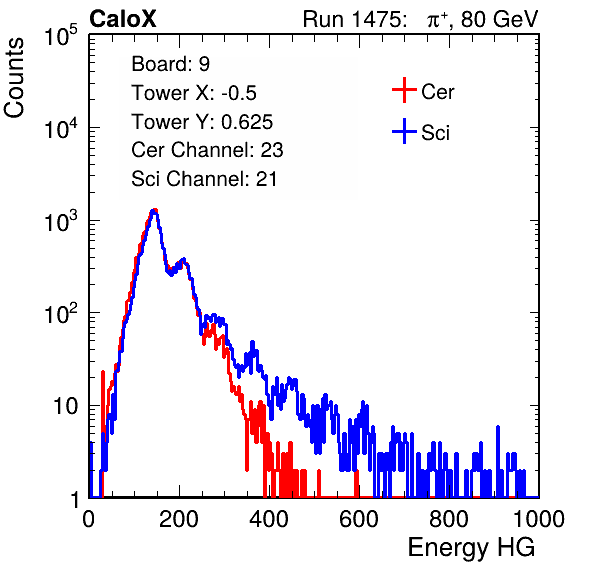 CaloX Run 1475: π⁺, 80 GeV
Counts
Board: 9
Tower X: -0.5
Tower Y: 0.625
Cer Channel: 23
Sci Channel: 21
Cer
Sci
10⁵
10⁴
10³
10²
10
1
0 200 400 600 800 1000
Energy HG